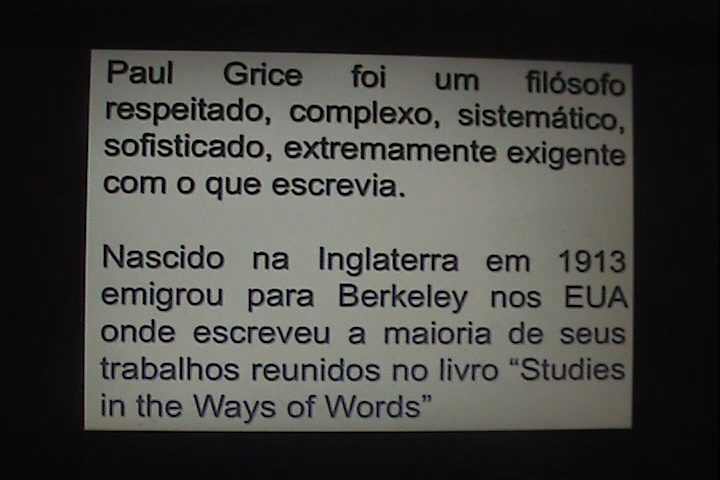 Paul Grice foi um filósofo
respeitado, complexo, sistemático,
sofisticado, extremamente exigente
com o que escrevia.
Nascido na Inglaterra em 1913
emigrou para Berkeley nos EUA
onde escreveu a maioria de seus
trabalhos reunidos no livro “Studies
in the Ways of Words”